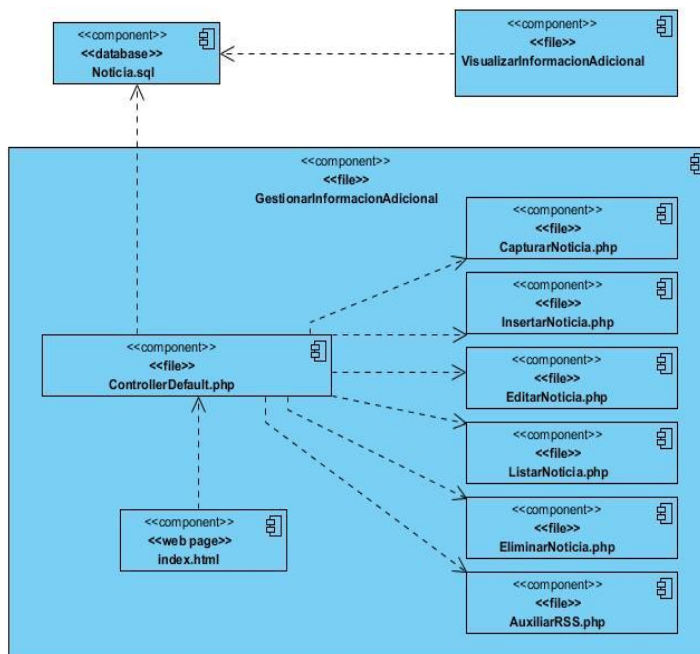 <<component>>
<<database>>
Noticia.sql
<<component>>
<<file>>
VisualizarInformacionAdicional
<<component>>
<<file>>
GestionarInformacionAdicional
<<component>>
<<file>>
CapturarNoticia.php
<<component>>
<<file>>
InsertarNoticia.php
<<component>>
<<file>>
ControllerDefault.php
<<component>>
<<file>>
EditarNoticia.php
<<component>>
<<file>>
ListarNoticia.php
<<component>>
<<web page>>
index.html
<<component>>
<<file>>
EliminarNoticia.php
<<component>>
<<file>>
AuxiliarRSS.php